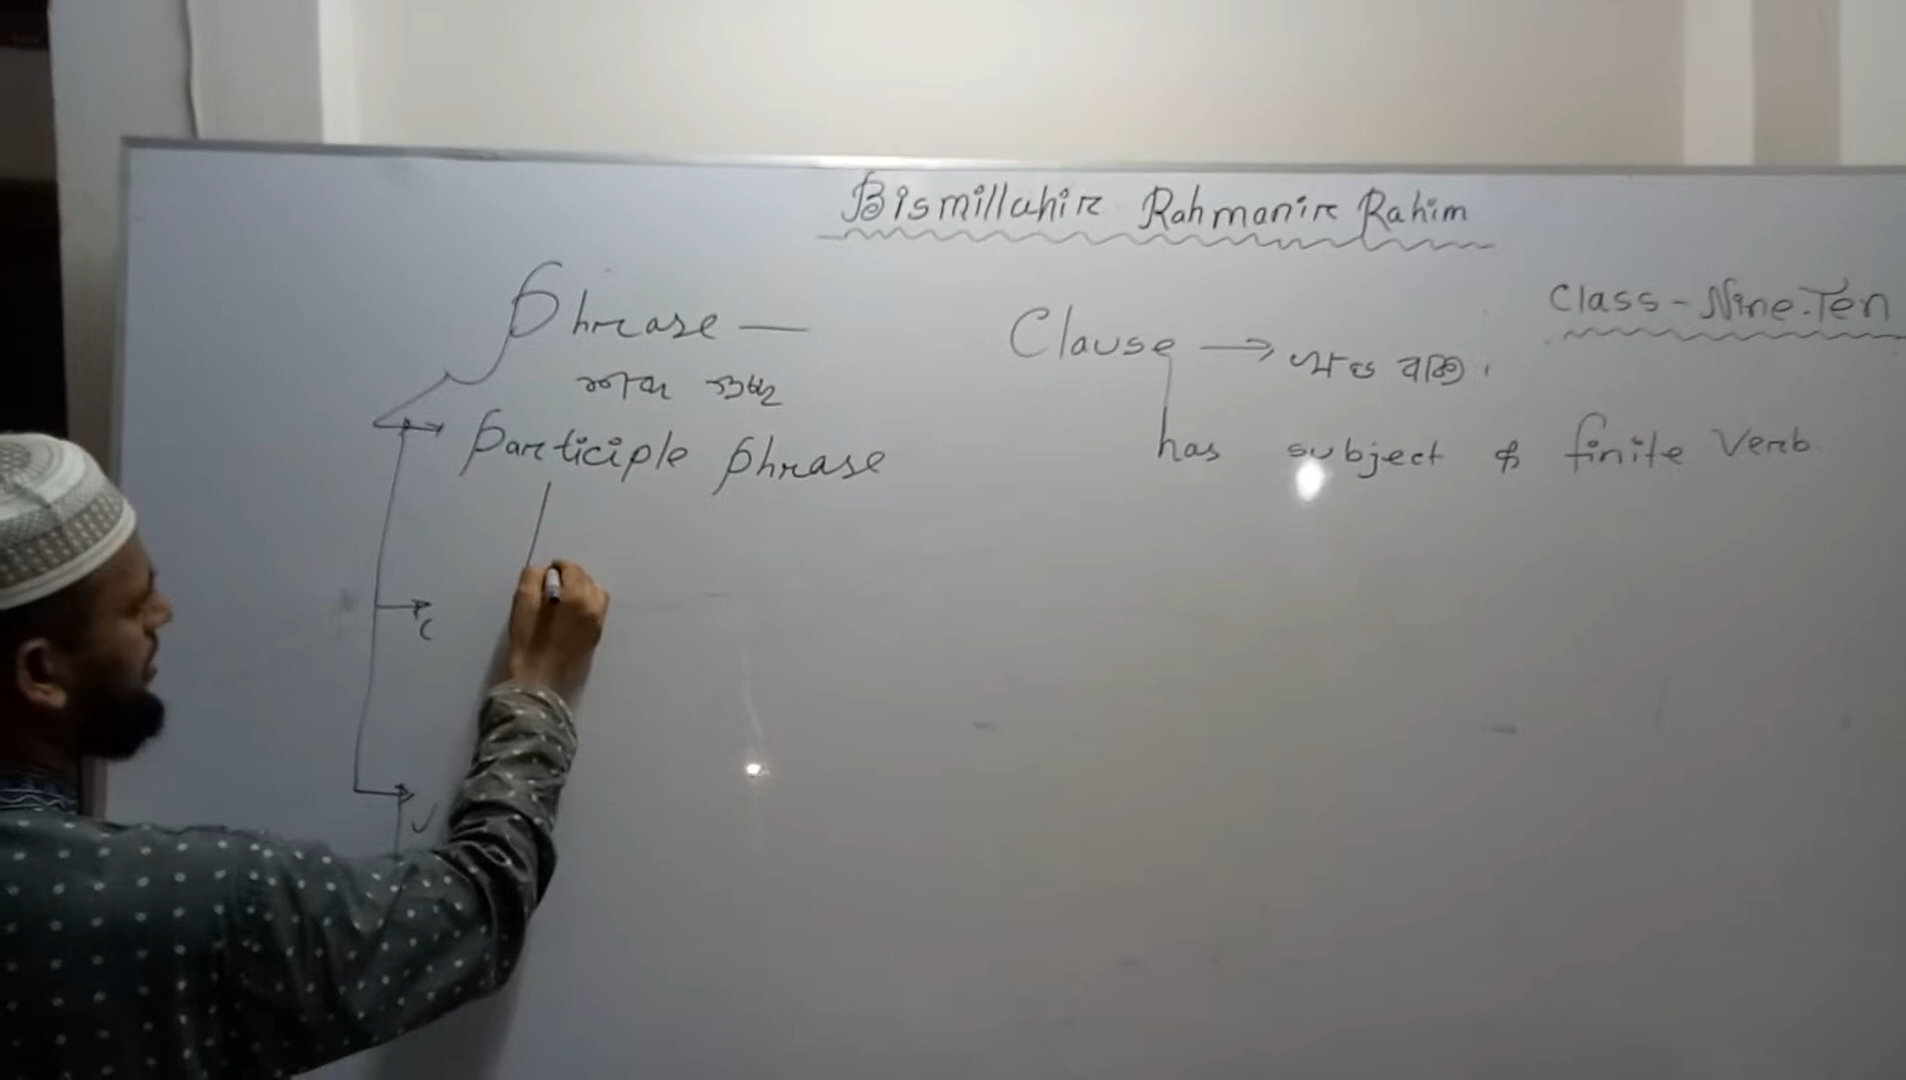 Bismillahir Rahmanir Rahim
Class-Nine-Ten
Phrase —
Clause → খণ্ড বাক্য।
Participle phrase
has subject & finite Verb